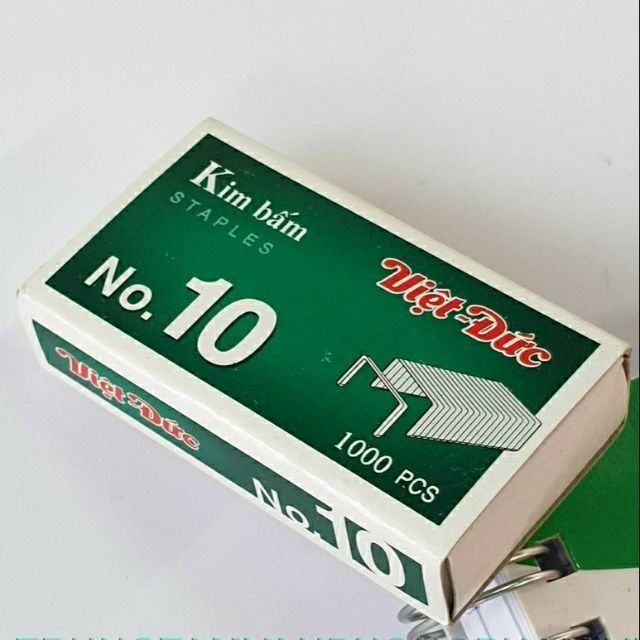 Kim bấm
STAPLES
No. 10
Việt-Đức
1000 PCS
Việt-Đức
No. 10